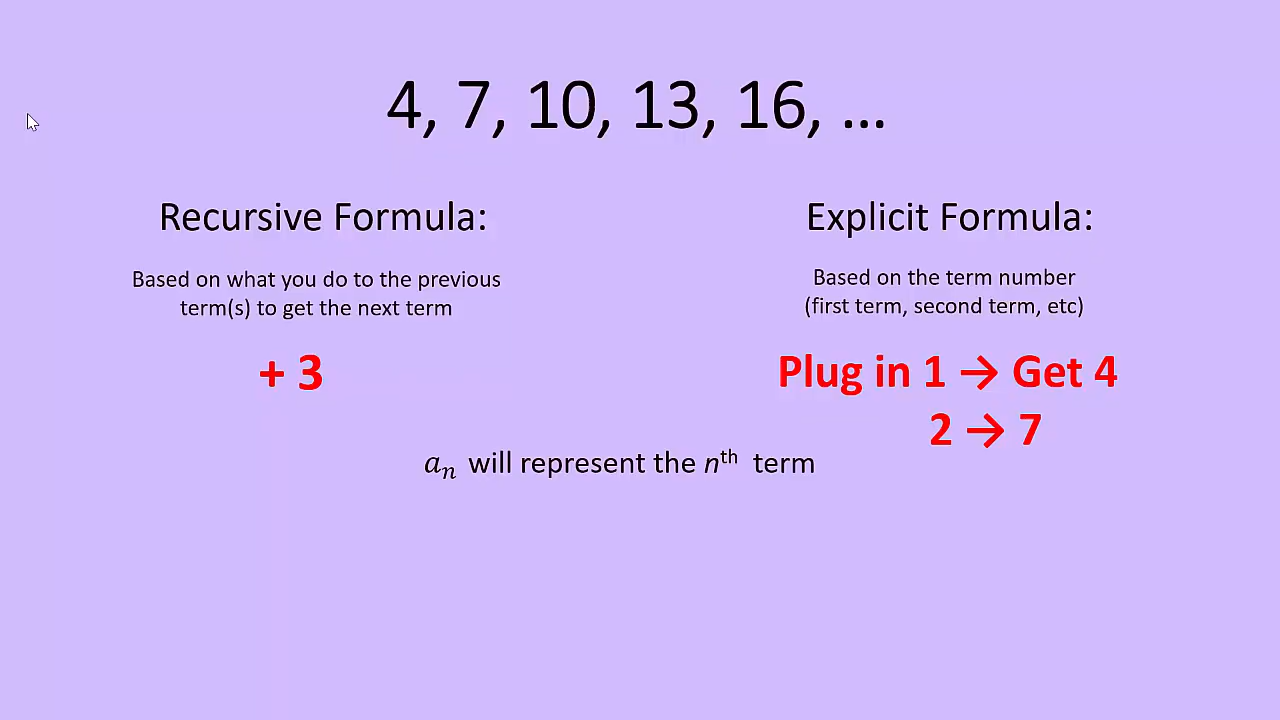 4, 7, 10, 13, 16, ...
Recursive Formula:
Based on what you do to the previous
term(s) to get the next term
+ 3
Explicit Formula:
Based on the term number
(first term, second term, etc)
Plug in 1 → Get 4
2 → 7
aₙ will represent the nᵗʰ term